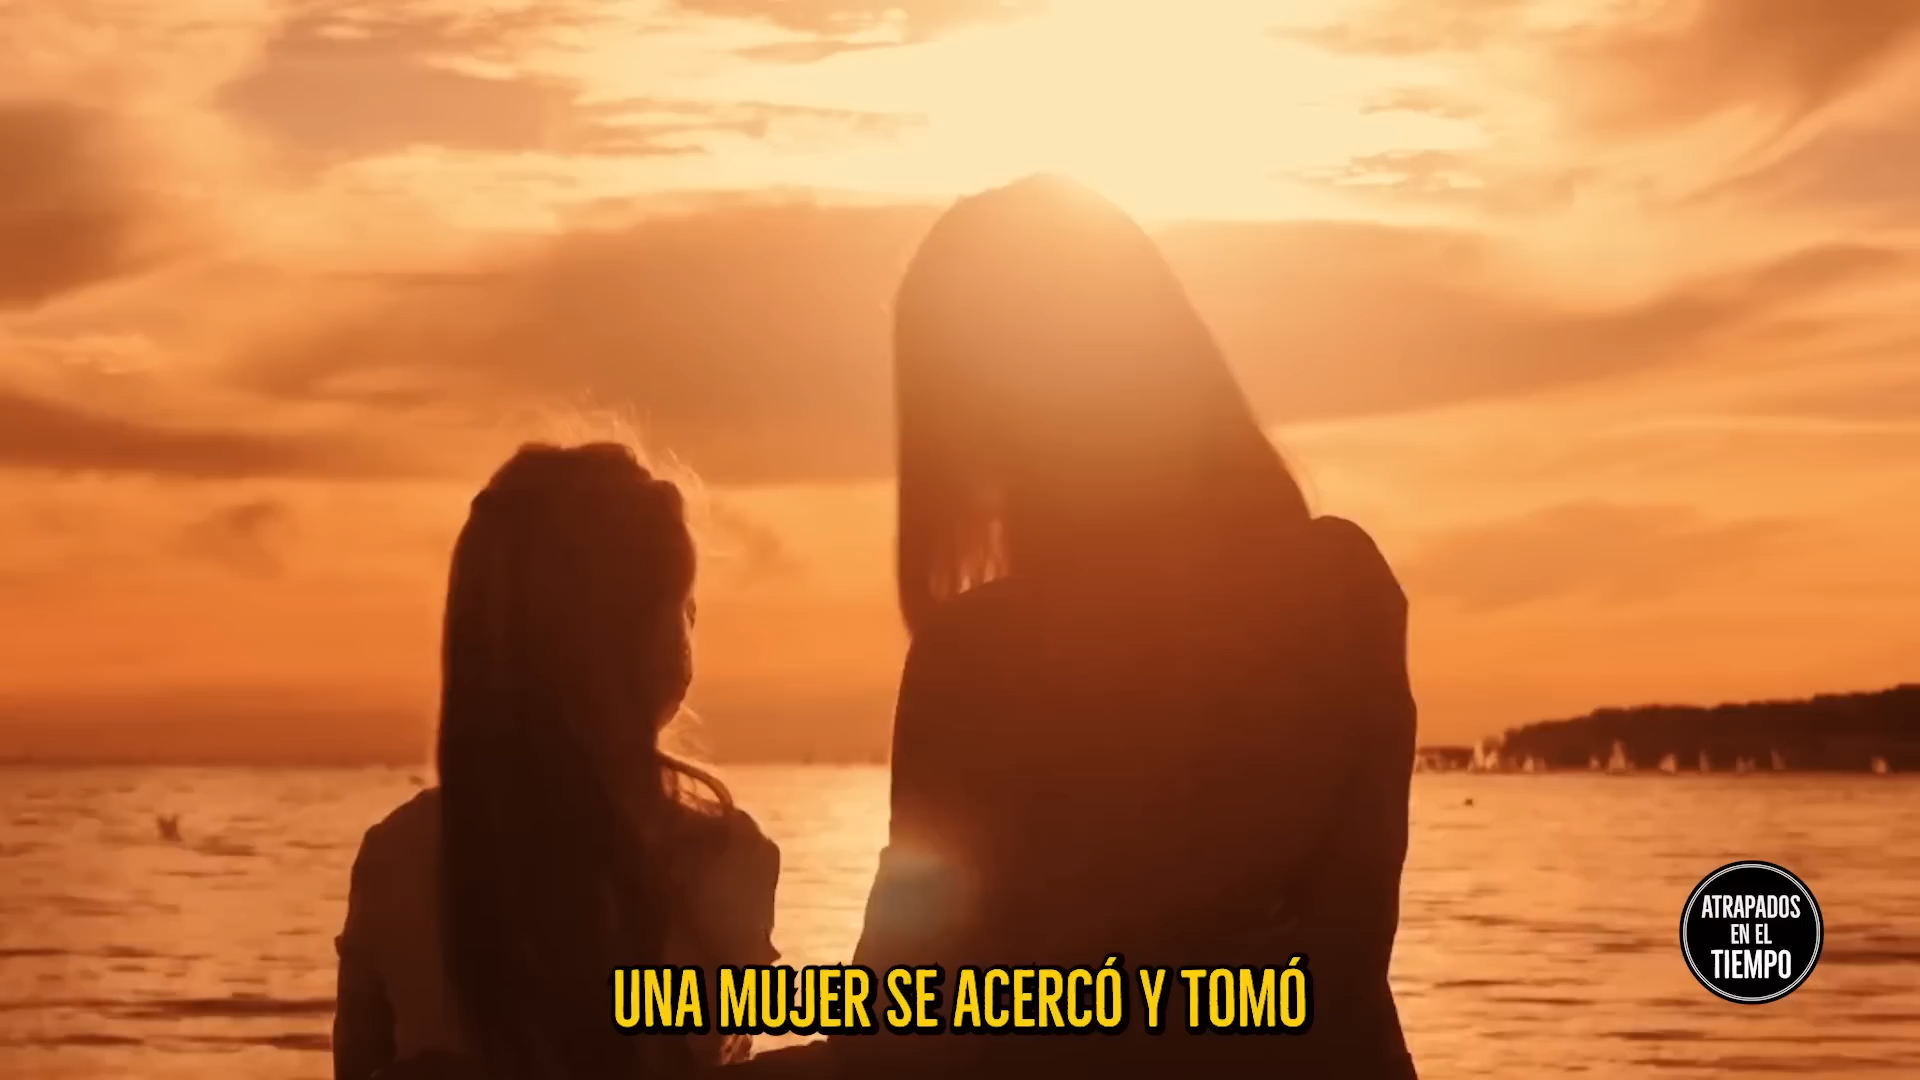 ATRAPADOS
EN EL
TIEMPO
UNA MUJER SE ACERCÓ Y TOMÓ